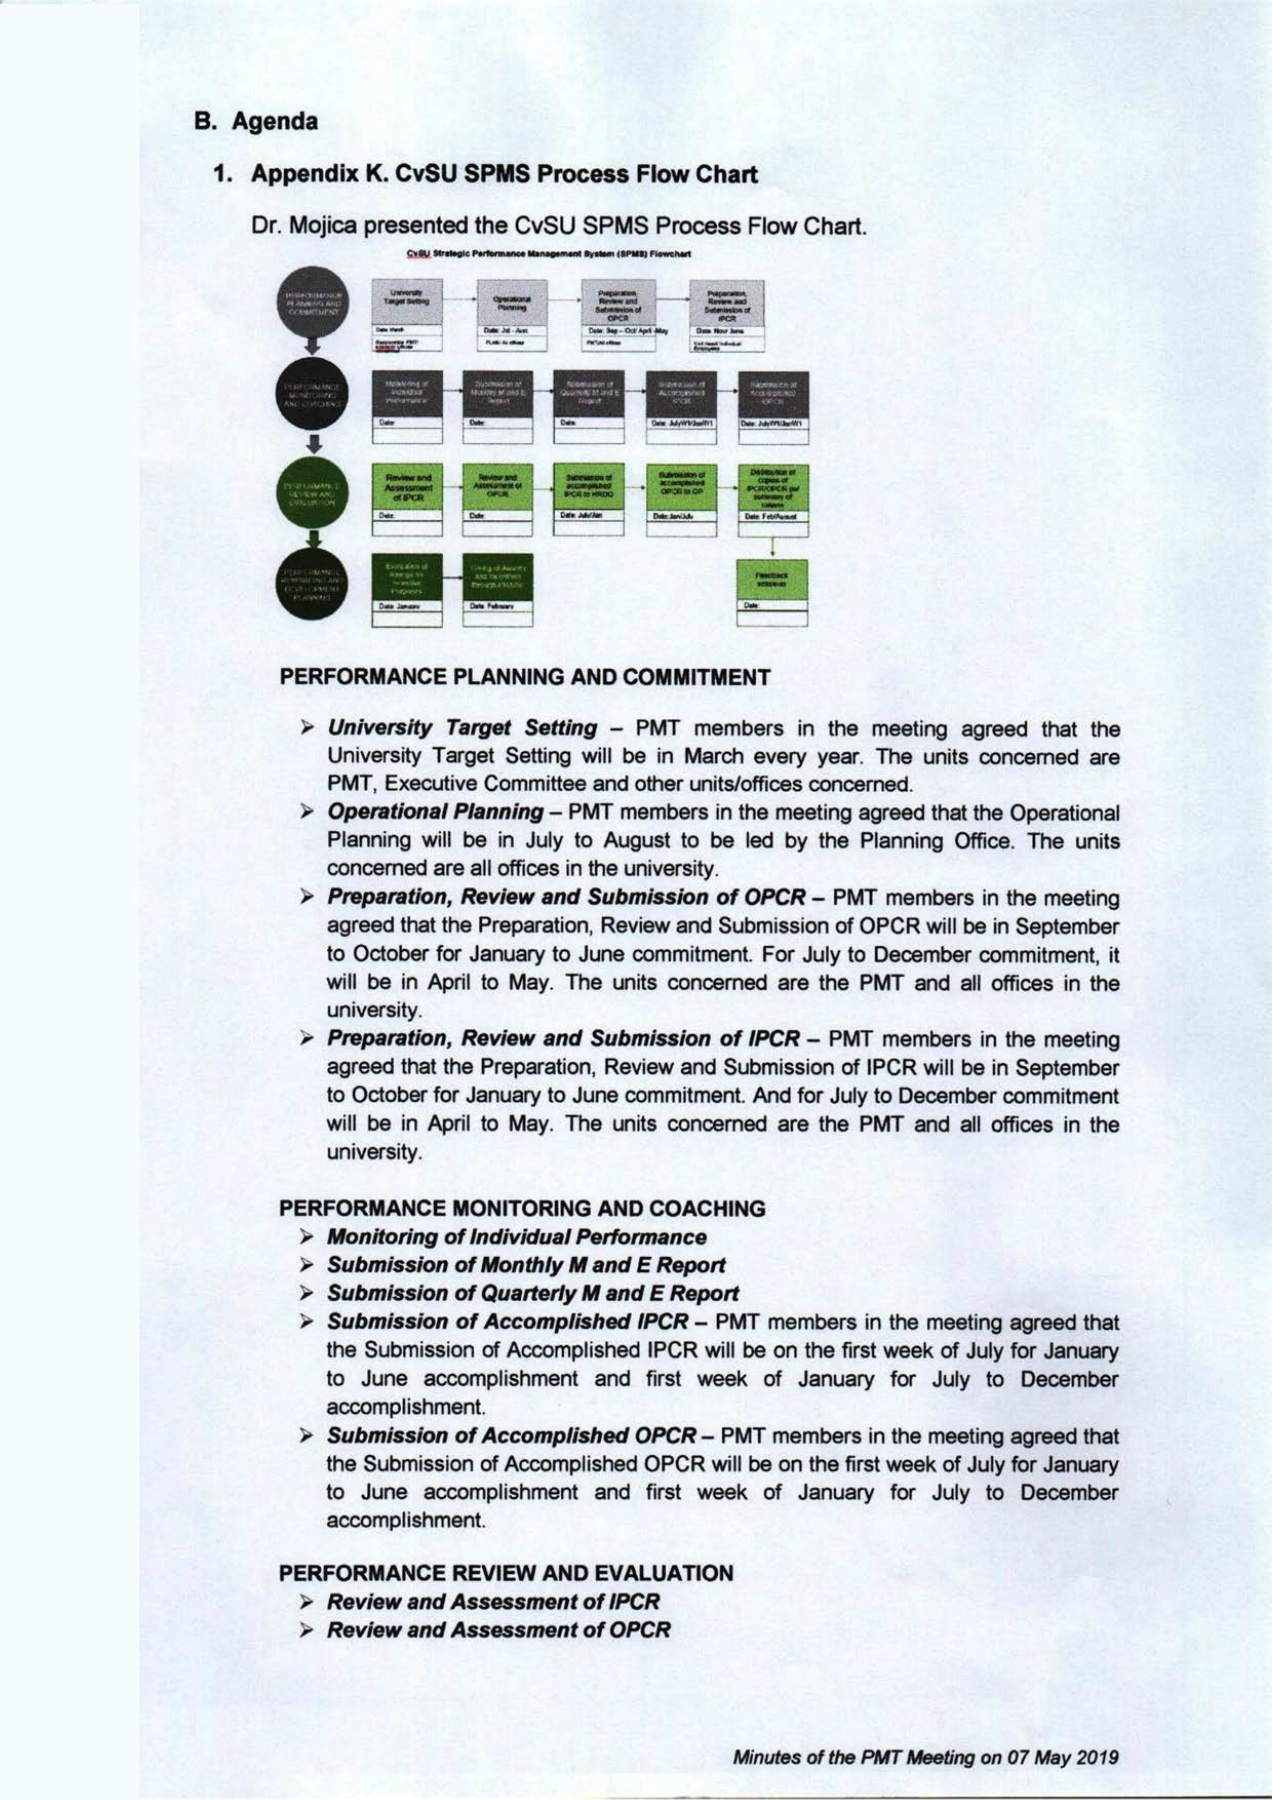 B. Agenda
1. Appendix K. CvSU SPMS Process Flow Chart
Dr. Mojica presented the CvSU SPMS Process Flow Chart.
CvSU Strategic Performance Management System (SPMS) Flowchart
PERFORMANCE
PLANNING AND
COMMITMENT
University
Target Setting
Date: March
Operational
Planning
Date: Jul - Aug
Preparation,
Review and
Submission of
OPCR
Date: Sep – Oct/ April -May
Preparation,
Review and
Submission of
IPCR
Date: Nov/ June
PERFORMANCE
MONITORING
AND COACHING
Monitoring of
Individual
Performance
Date:
Submission of
Monthly M and E
Report
Date:
Submission of
Quarterly M and E
Report
Date:
Submission of
Accomplished
IPCR
Date: July/W1/Jan/W1
Submission of
Accomplished
OPCR
Date: July/W1/Jan/W1
PERFORMANCE
REVIEW AND
EVALUATION
Review and
Assessment
of IPCR
Date:
Review and
Assessment of
OPCR
Date:
Submission of
accomplished
IPCR to HRDO
Date: July/Jan
Submission of
accomplished
OPCR to OP
Date: Jan/July
Distribution of
copies of
IPCR/OPCR
summary of
Date: Feb/August
PERFORMANCE
REWARDING AND
DEVELOPMENT
PLANNING
Date: January
Giving of Awards
and Incentives
Date: February
Feedback
sessions
Date:
PERFORMANCE PLANNING AND COMMITMENT
➢ University Target Setting – PMT members in the meeting agreed that the
University Target Setting will be in March every year. The units concerned are
PMT, Executive Committee and other units/offices concerned.
➢ Operational Planning – PMT members in the meeting agreed that the Operational
Planning will be in July to August to be led by the Planning Office. The units
concerned are all offices in the university.
➢ Preparation, Review and Submission of OPCR – PMT members in the meeting
agreed that the Preparation, Review and Submission of OPCR will be in September
to October for January to June commitment. For July to December commitment, it
will be in April to May. The units concerned are the PMT and all offices in the
university.
➢ Preparation, Review and Submission of IPCR – PMT members in the meeting
agreed that the Preparation, Review and Submission of IPCR will be in September
to October for January to June commitment. And for July to December commitment
will be in April to May. The units concerned are the PMT and all offices in the
university.
PERFORMANCE MONITORING AND COACHING
➢ Monitoring of Individual Performance
➢ Submission of Monthly M and E Report
➢ Submission of Quarterly M and E Report
➢ Submission of Accomplished IPCR – PMT members in the meeting agreed that
the Submission of Accomplished IPCR will be on the first week of July for January
to June accomplishment and first week of January for July to December
accomplishment.
➢ Submission of Accomplished OPCR – PMT members in the meeting agreed that
the Submission of Accomplished OPCR will be on the first week of July for January
to June accomplishment and first week of January for July to December
accomplishment.
PERFORMANCE REVIEW AND EVALUATION
➢ Review and Assessment of IPCR
➢ Review and Assessment of OPCR
Minutes of the PMT Meeting on 07 May 2019